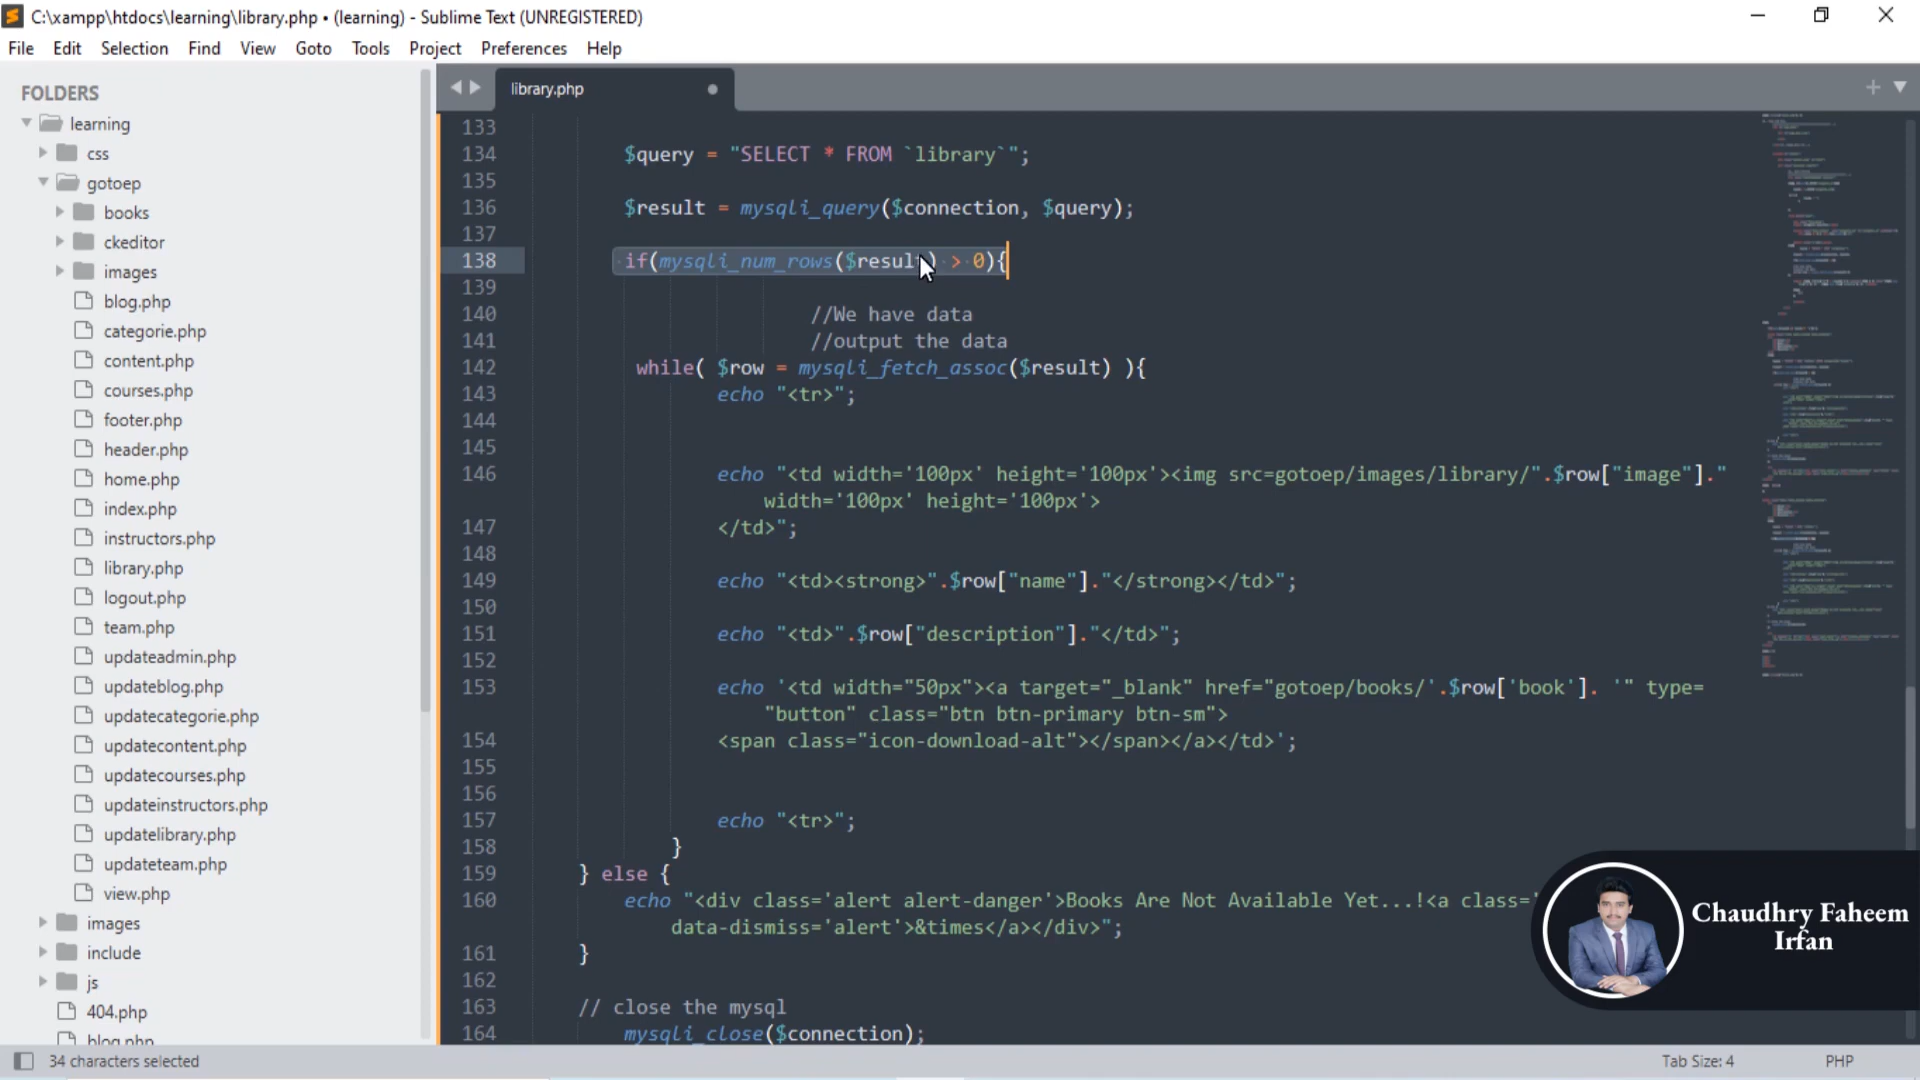 C:\xampp\htdocs\learning\library.php • (learning) - Sublime Text (UNREGISTERED)
File Edit Selection Find View Goto Tools Project Preferences Help
FOLDERS
learning
css
gotoep
books
ckeditor
images
blog.php
categorie.php
content.php
courses.php
footer.php
header.php
home.php
index.php
instructors.php
library.php
logout.php
team.php
updateadmin.php
updateblog.php
updatecategorie.php
updatecontent.php
updatecourses.php
updateinstructors.php
updatelibrary.php
updateteam.php
view.php
images
include
js
404.php
blog.php
library.php
133
134 $query = "SELECT * FROM `library`";
135
136 $result = mysqli_query($connection, $query);
137
138 if(mysqli_num_rows($result) > 0){
139
140 //We have data
141 //output the data
142 while( $row = mysqli_fetch_assoc($result) ){
143 echo "<tr>";
144
145
146 echo "<td width='100px' height='100px'><img src=gotoep/images/library/".$row["image"]."
width='100px' height='100px'>
147 </td>";
148
149 echo "<td><strong>".$row["name"]."</strong></td>";
150
151 echo "<td>".$row["description"]."</td>";
152
153 echo '<td width="50px"><a target="_blank" href="gotoep/books/'.$row['book']. '" type=
"button" class="btn btn-primary btn-sm">
154 <span class="icon-download-alt"></span></a></td>';
155
156
157 echo "<tr>";
158 }
159 } else {
160 echo "<div class='alert alert-danger'>Books Are Not Available Yet...!<a class='
data-dismiss='alert'>&times</a></div>";
161 }
162
163 // close the mysql
164 mysqli_close($connection);
Chaudhry Faheem
Irfan
34 characters selected
Tab Size: 4
PHP